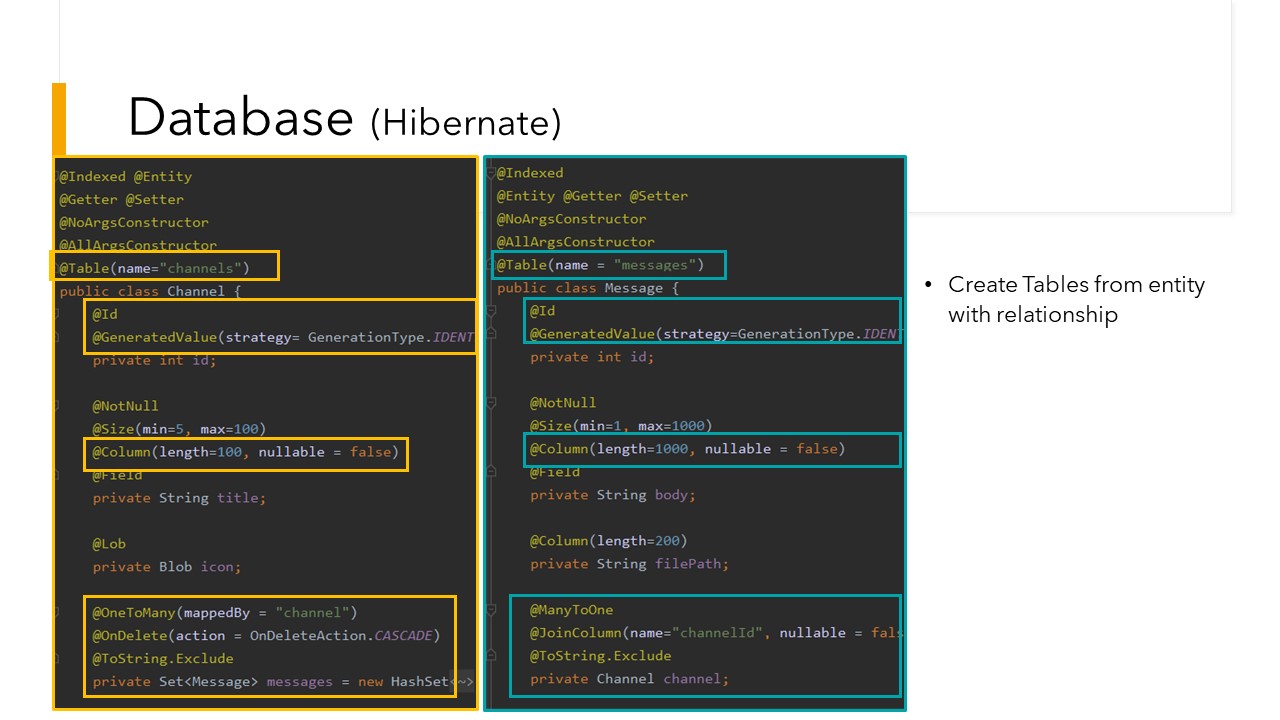 Database (Hibernate)
@Indexed @Entity
@Getter @Setter
@NoArgsConstructor
@AllArgsConstructor
@Table(name="channels")
public class Channel {
@Id
@GeneratedValue(strategy= GenerationType.IDENT
private int id;
@NotNull
@Size(min=5, max=100)
@Column(length=100, nullable = false)
@Field
private String title;
@Lob
private Blob icon;
@OneToMany(mappedBy = "channel")
@OnDelete(action = OnDeleteAction.CASCADE)
@ToString.Exclude
private Set<Message> messages = new HashSet<~>
@Indexed
@Entity @Getter @Setter
@NoArgsConstructor
@AllArgsConstructor
@Table(name = "messages")
public class Message {
@Id
@GeneratedValue(strategy=GenerationType.IDENT
private int id;
@NotNull
@Size(min=1, max=1000)
@Column(length=1000, nullable = false)
@Field
private String body;
@Column(length=200)
private String filePath;
@ManyToOne
@JoinColumn(name="channelId", nullable = fals
@ToString.Exclude
private Channel channel;
• Create Tables from entity
with relationship